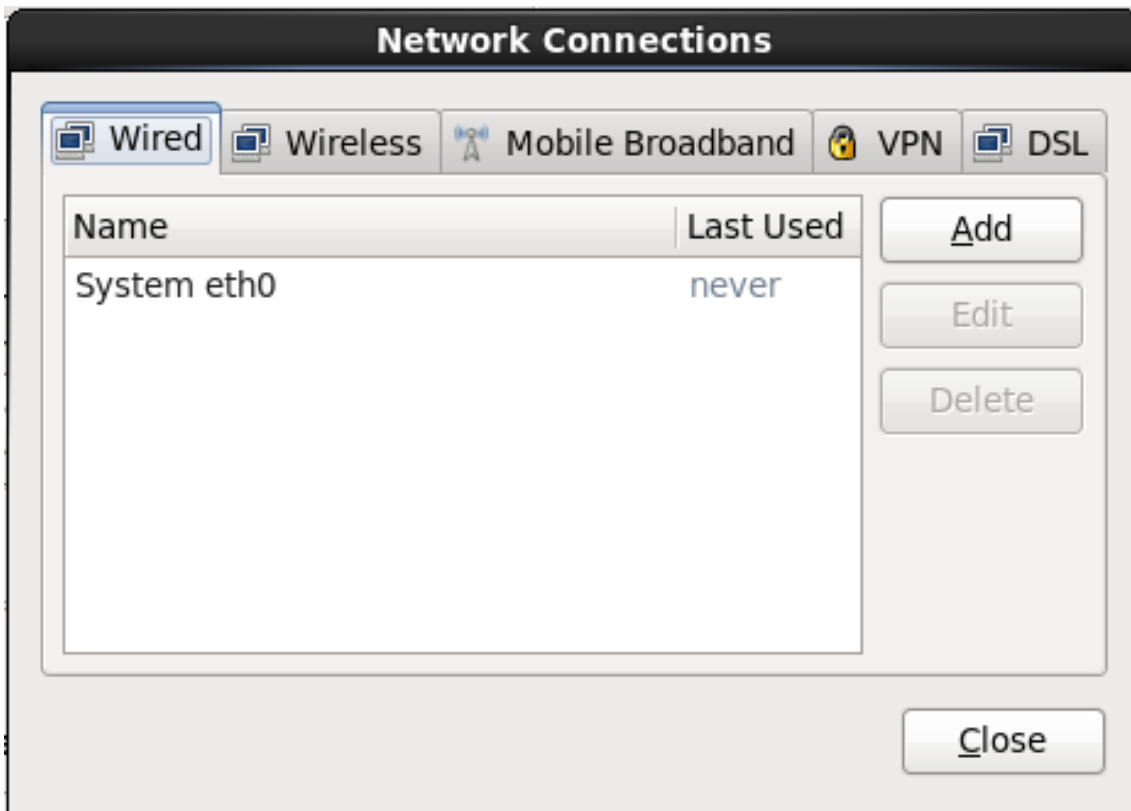 Network Connections
Wired Wireless Mobile Broadband VPN DSL
Name Last Used
System eth0 never
Add
Edit
Delete
Close